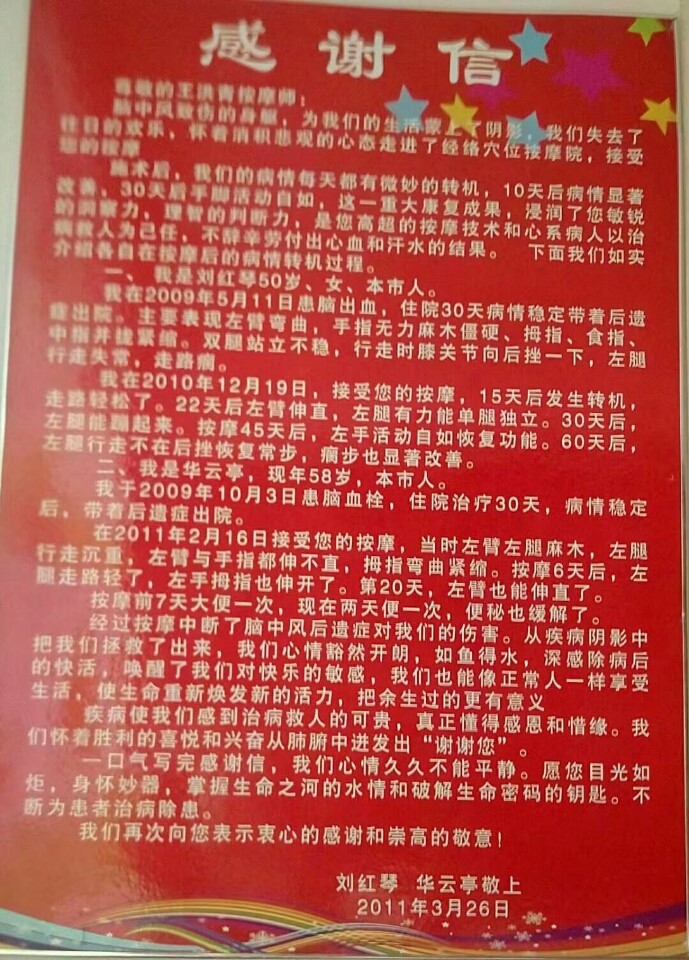 感谢信
尊敬的王洪青按摩师：
脑中风致伤的身躯，为我们的生活蒙上了阴影，我们失去了
往日的欢乐、怀着消积悲观的心态走进了经络穴位按摩院，接受
您的按摩
施术后，我们的病情每天都有微妙的转机，10天后病情显著
改善、30天后手脚活动自如，这一重大康复成果，浸润了您敏锐
的洞察力，理智的判断力，是您高超的按摩技术和心系病人以治
病救人为己任，不辞辛劳付出心血和汗水的结果。 下面我们如实
介绍各自在按摩后的病情转机过程。
一、 我是刘红琴50岁、女、本市人。
我在2009年5月11日患脑出血，住院30天病情稳定带着后遗
症出院。主要表现左臂弯曲，手指无力麻木僵硬、拇指、食指、
中指并拢紧缩。双腿站立不稳，行走时膝关节向后挫一下，左腿
行走失常，走路瘸。
我在2010年12月19日，接受您的按摩，15天后发生转机，
走路轻松了。22天后左臂伸直，左腿有力能单腿独立。30天后，
左腿能蹦起来。按摩45天后，左手活动自如恢复功能。60天后，
左腿行走不在后挫恢复常步，瘸步也显著改善。
二、我是华云亭，现年58岁，本市人。
我于2009年10月3日患脑血栓，住院治疗30天，病情稳定
后，带着后遗症出院。
在2011年2月16日接受您的按摩，当时左臂左腿麻木，左腿
行走沉重，左臂与手指都伸不直，拇指弯曲紧缩。按摩6天后，左
腿走路轻了，左手拇指也伸开了。第20天，左臂也能伸直了。
按摩前7天大便一次，现在两天便一次，便秘也缓解了。
经过按摩中断了脑中风后遗症对我们的伤害。从疾病阴影中
把我们拯救了出来，我们心情豁然开朗，如鱼得水，深感除病后
的快活，唤醒了我们对快乐的敏感，我们也能像正常人一样享受
生活，使生命重新焕发新的活力，把余生过的更有意义
疾病使我们感到治病救人的可贵，真正懂得感恩和惜缘。我
们怀着胜利的喜悦和兴奋从肺腑中迸发出“谢谢您”。
一口气写完感谢信，我们心情久久不能平静。愿您目光如
炬，身怀妙器，掌握生命之河的水情和破解生命密码的钥匙。不
断为患者治病除患。
我们再次向您表示衷心的感谢和崇高的敬意！
刘红琴 华云亭敬上
2011年3月26日